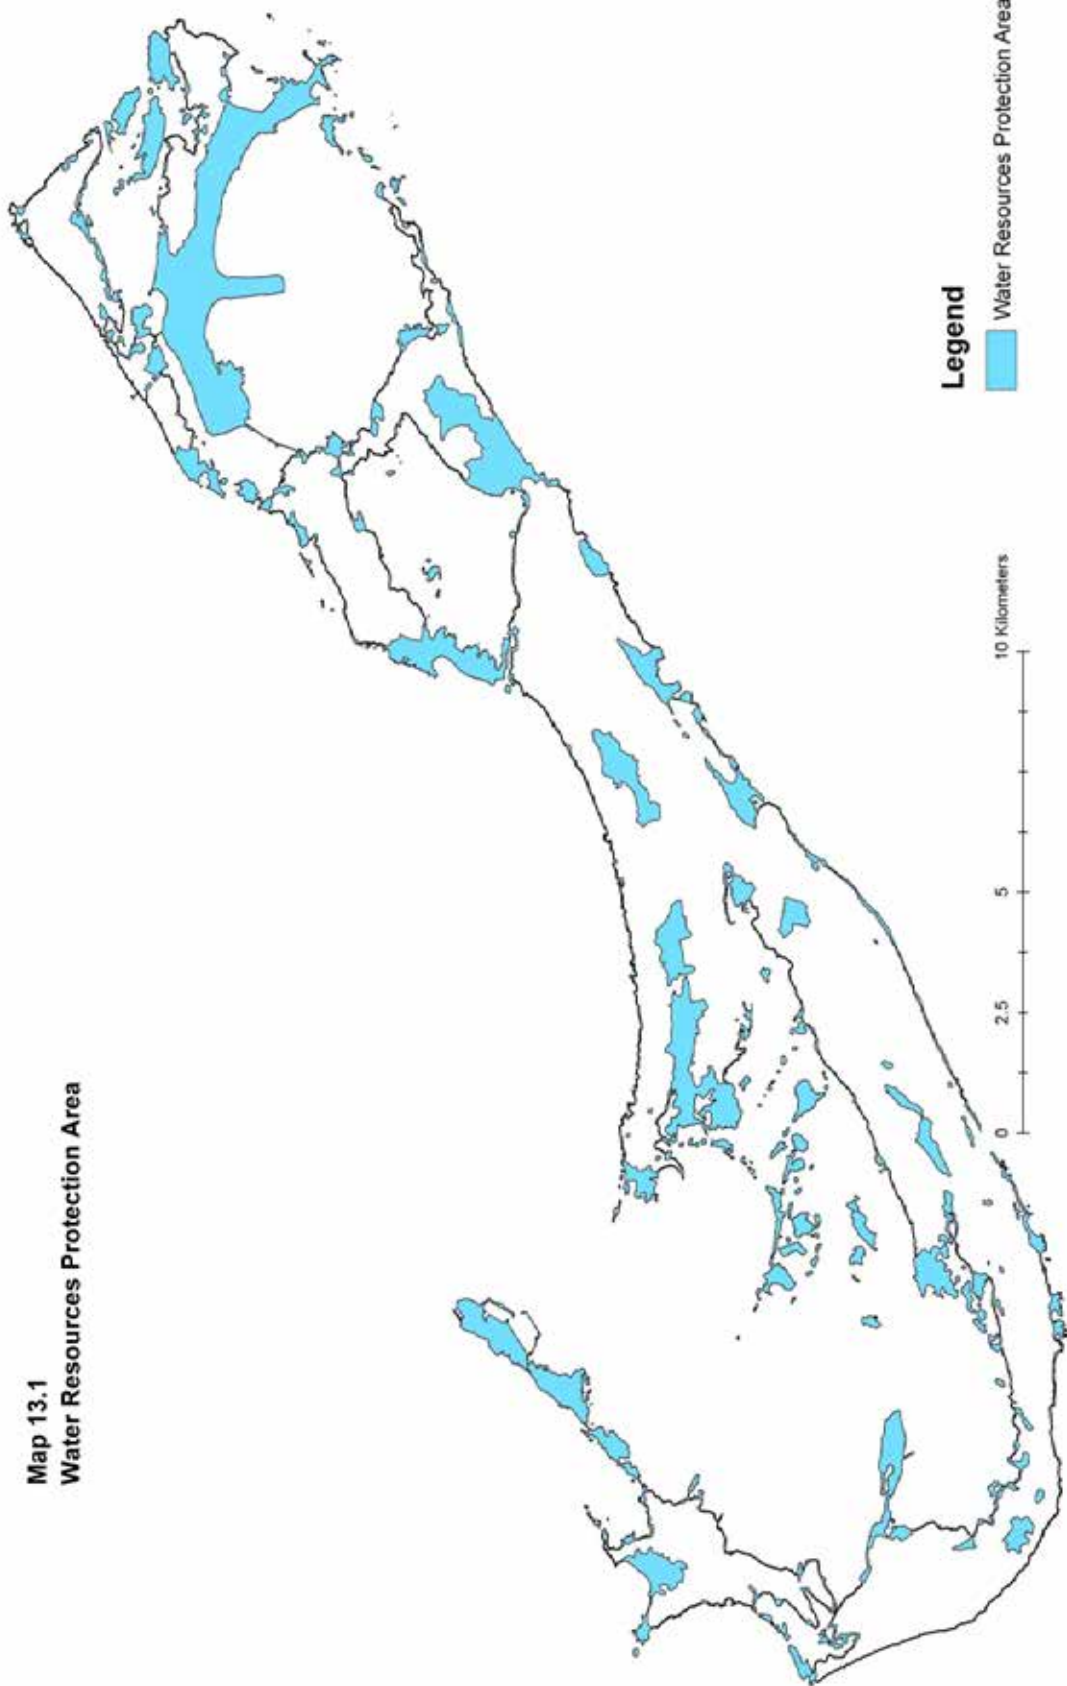 Map 13.1
Water Resources Protection Area
Legend
Water Resources Protection Area
0
2.5
5
10 Kilometers